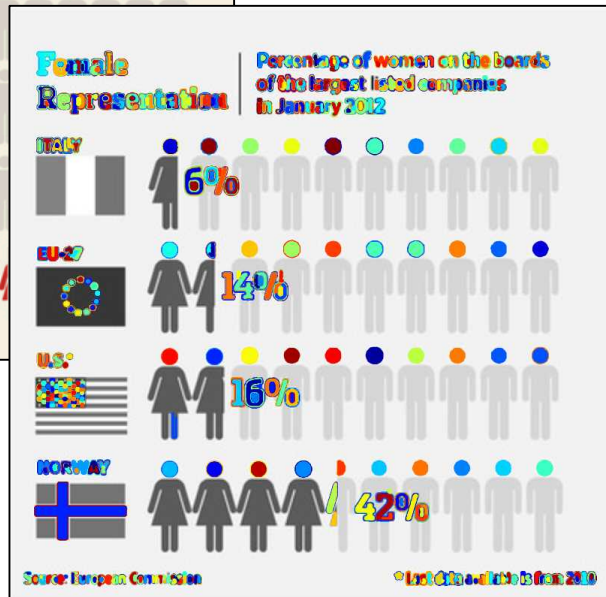 Female
Representation
Percentage of women on the boards
of the largest listed companies
in January 2012
ITALY
6%
EU-27
14%
U.S.*
16%
NORWAY
42%
Source: European Commission
* Last data available is from 2010